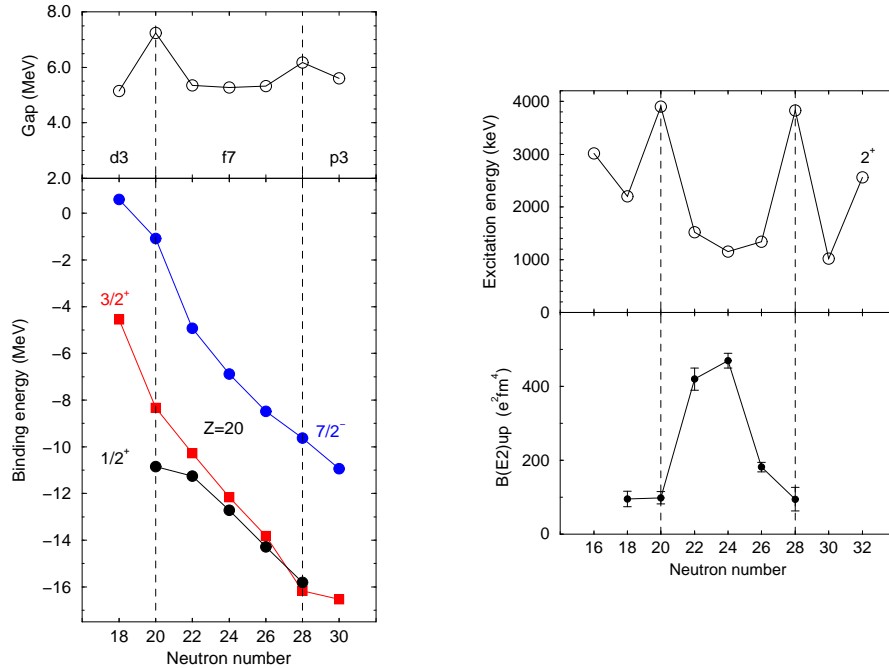 8.0
6.0
4.0
2.0
Gap (MeV)
d3
f7
p3
0
−2
−4
−6
−8
−10
−12
−14
−16
Binding energy (MeV)
3/2⁺
1/2⁺
Z=20
7/2⁻
18 20 22 24 26 28 30
Neutron number
4000
3000
2000
1000
0
Excitation energy (keV)
2⁺
400
200
0
B(E2)up (e²fm⁴)
16 18 20 22 24 26 28 30 32
Neutron number